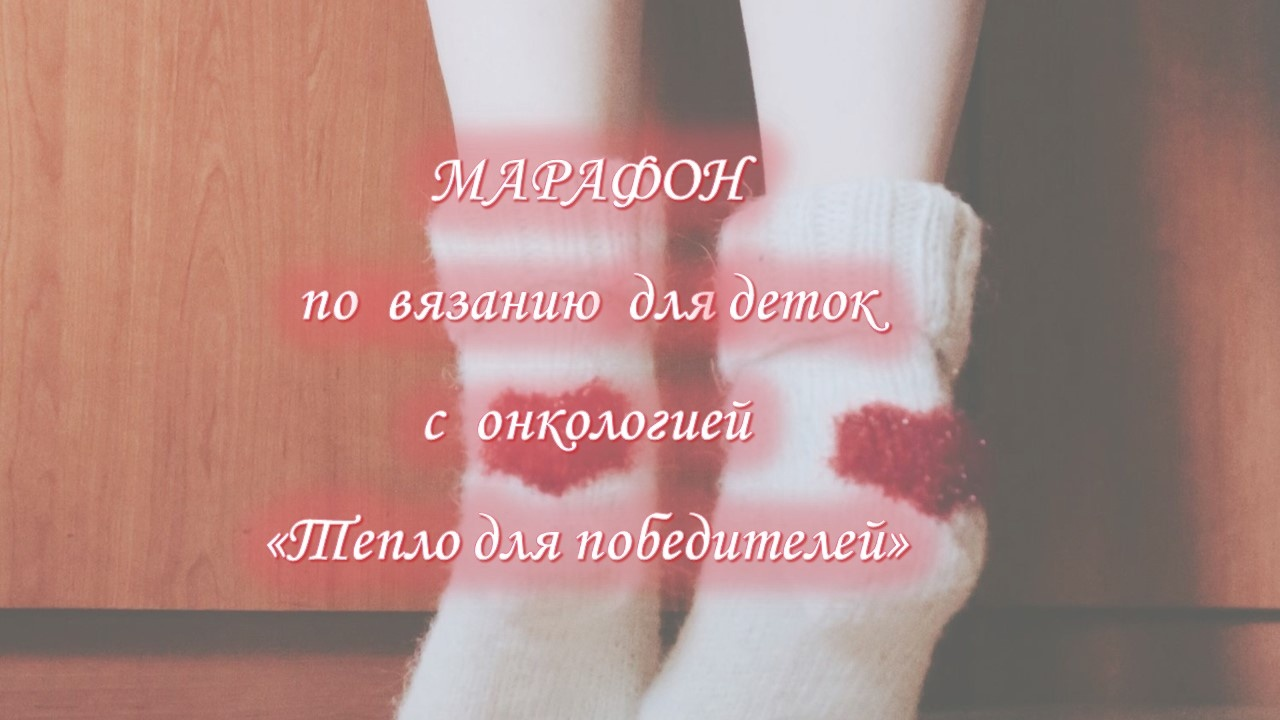 МАРАФОН
по вязанию для деток
с онкологией
«Тепло для победителей»